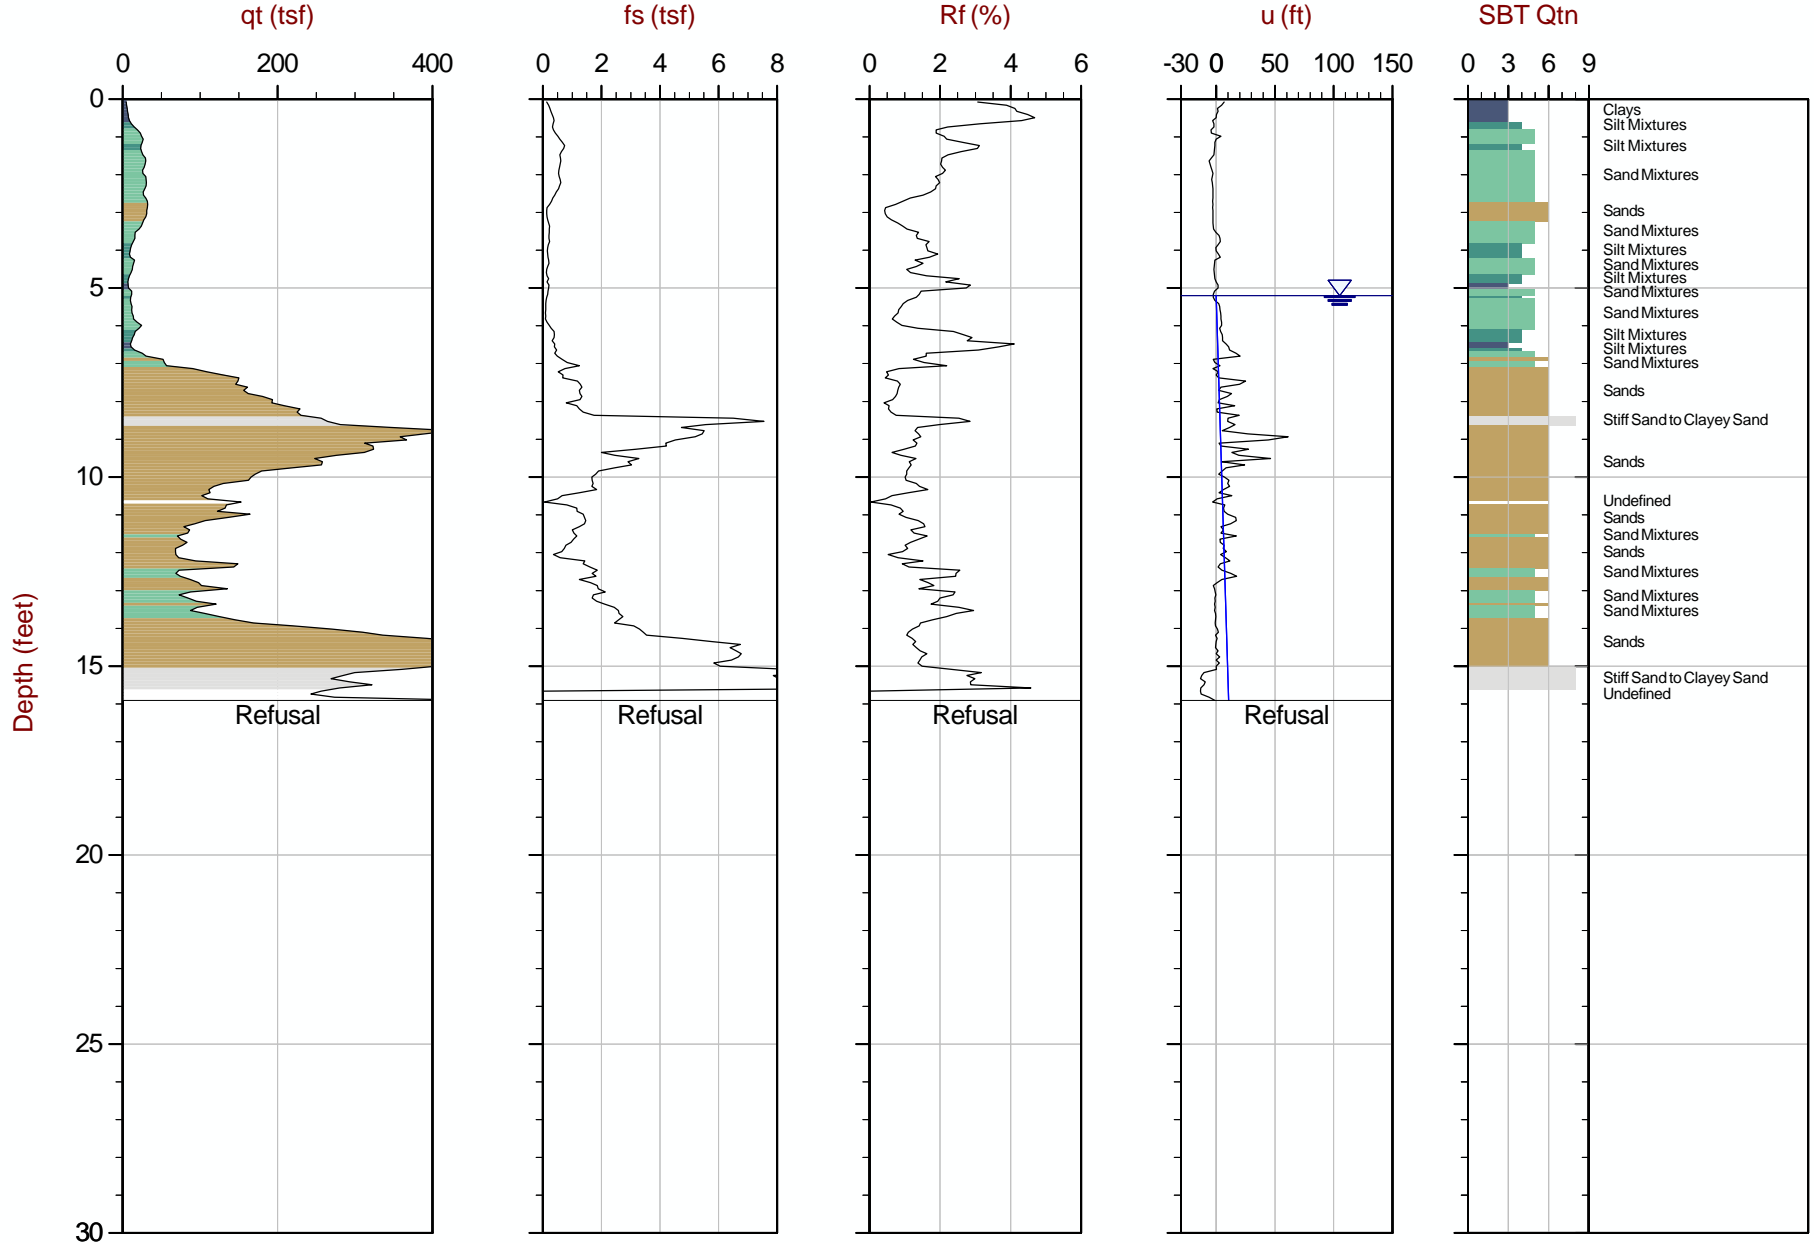 qt (tsf) fs (tsf) Rf (%) u (ft) SBT Qtn
0 200 400 0 2 4 6 8 0 2 4 6 -30 0 50 100 150 0 3 6 9
0
Clays
Silt Mixtures
Silt Mixtures
Sand Mixtures
Sands
Sand Mixtures
Silt Mixtures
Sand Mixtures
Silt Mixtures
5
Sand Mixtures
Sand Mixtures
Silt Mixtures
Silt Mixtures
Sand Mixtures
Sands
Stiff Sand to Clayey Sand
Sands
10
Undefined
Sands
Sand Mixtures
Sands
Sand Mixtures
Sand Mixtures
Sand Mixtures
Sands
15
Stiff Sand to Clayey Sand
Undefined
Refusal Refusal Refusal Refusal
Depth (feet)
20
25
30